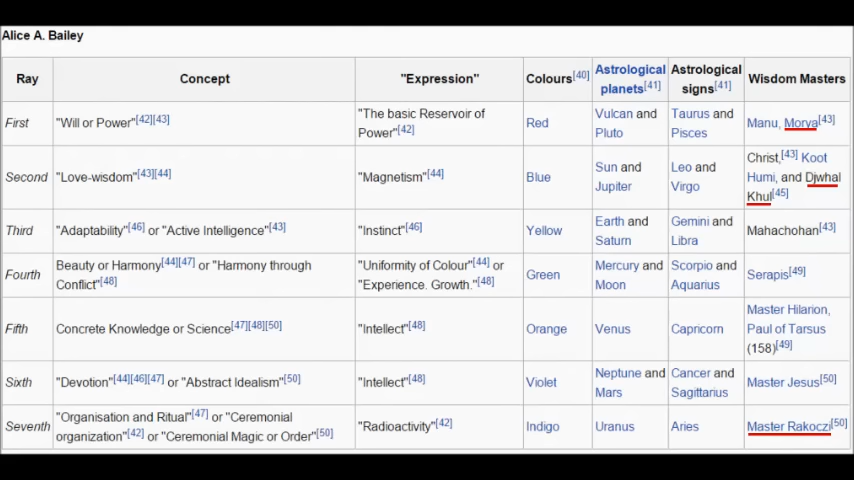 Alice A. Bailey
Ray Concept "Expression" Colours[40] Astrological planets[41] Astrological signs[41] Wisdom Masters
First "Will or Power"[42][43] "The basic Reservoir of Power"[42] Red Vulcan and Pluto Taurus and Pisces Manu, Morya[43]
Second "Love-wisdom"[43][44] "Magnetism"[44] Blue Sun and Jupiter Leo and Virgo Christ,[43] Koot Humi, and Djwhal Khul[45]
Third "Adaptability"[46] or "Active Intelligence"[43] "Instinct"[46] Yellow Earth and Saturn Gemini and Libra Mahachohan[43]
Fourth Beauty or Harmony[44][47] or "Harmony through Conflict"[48] "Uniformity of Colour"[44] or "Experience. Growth."[48] Green Mercury and Moon Scorpio and Aquarius Serapis[49]
Fifth Concrete Knowledge or Science[47][48][50] "Intellect"[48] Orange Venus Capricorn Master Hilarion, Paul of Tarsus (158)[49]
Sixth "Devotion"[44][46][47] or "Abstract Idealism"[50] "Intellect"[48] Violet Neptune and Mars Cancer and Sagittarius Master Jesus[50]
Seventh "Organisation and Ritual"[47] or "Ceremonial organization"[42] or "Ceremonial Magic or Order"[50] "Radioactivity"[42] Indigo Uranus Aries Master Rakoczi[50]